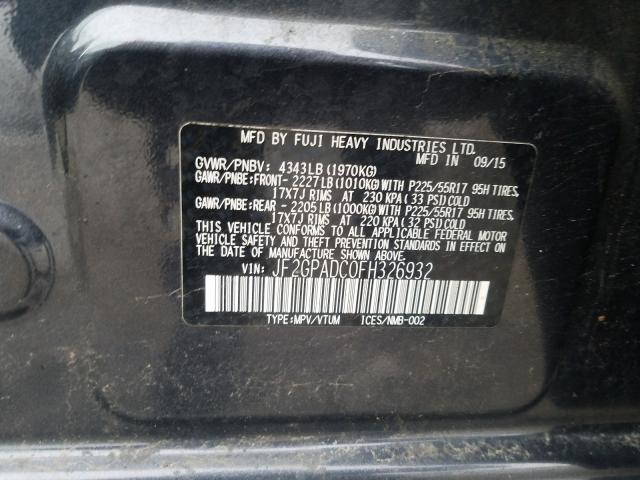 MFD BY FUJI HEAVY INDUSTRIES LTD.
MFD IN 09/15
GVWR/PNBV: 4343LB(1970KG)
GAWR/PNBE:FRONT-2227LB(1010KG)WITH P225/55R17 95H TIRES,
17X7J RIMS AT 230 KPA(33 PSI)COLD
GAWR/PNBE:REAR -2205LB(1000KG)WITH P225/55R17 95H TIRES,
17X7J RIMS AT 220 KPA(32 PSI)COLD
THIS VEHICLE CONFORMS TO ALL APPLICABLE FEDERAL MOTOR
VEHICLE SAFETY AND THEFT PREVENTION STANDARDS IN EFFECT ON
THE DATE OF MANUFACTURE SHOWN ABOVE.
VIN: JF2GPADC0FH326932
TYPE:MPV/VTUM ICES/NMB-002